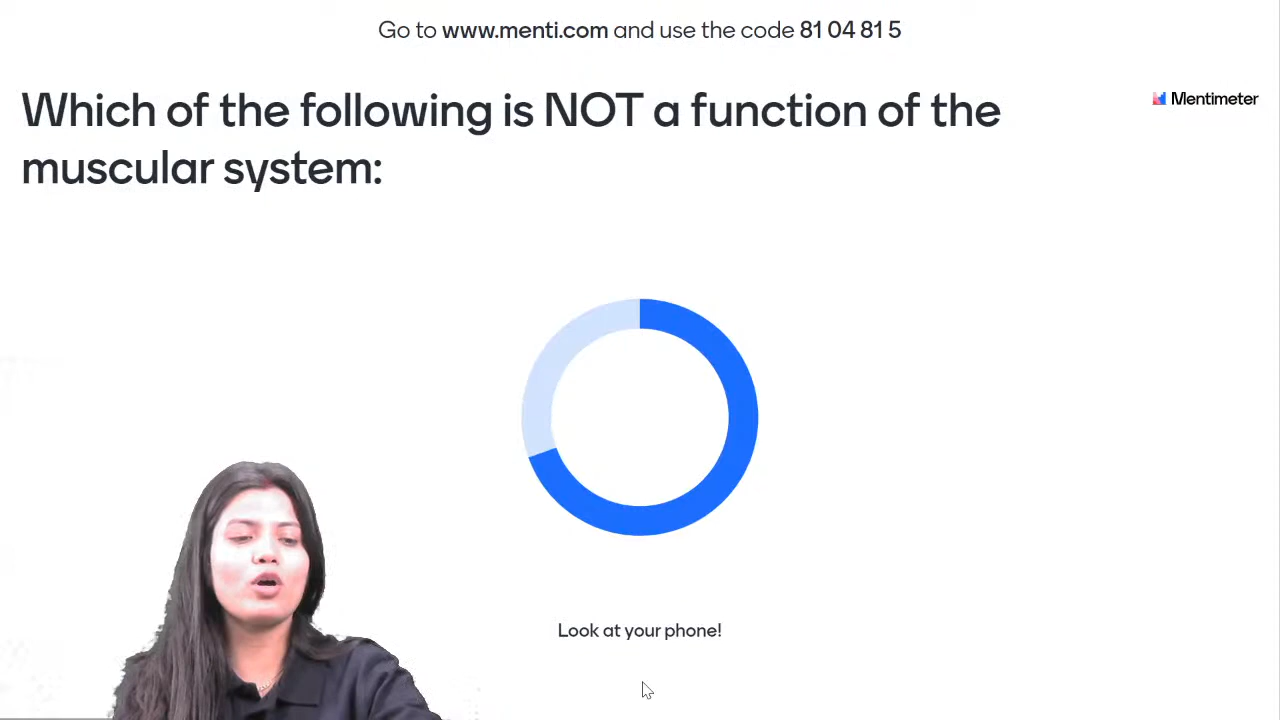 Go to www.menti.com and use the code 81 04 81 5
Which of the following is NOT a function of the
muscular system:
Mentimeter
Look at your phone!